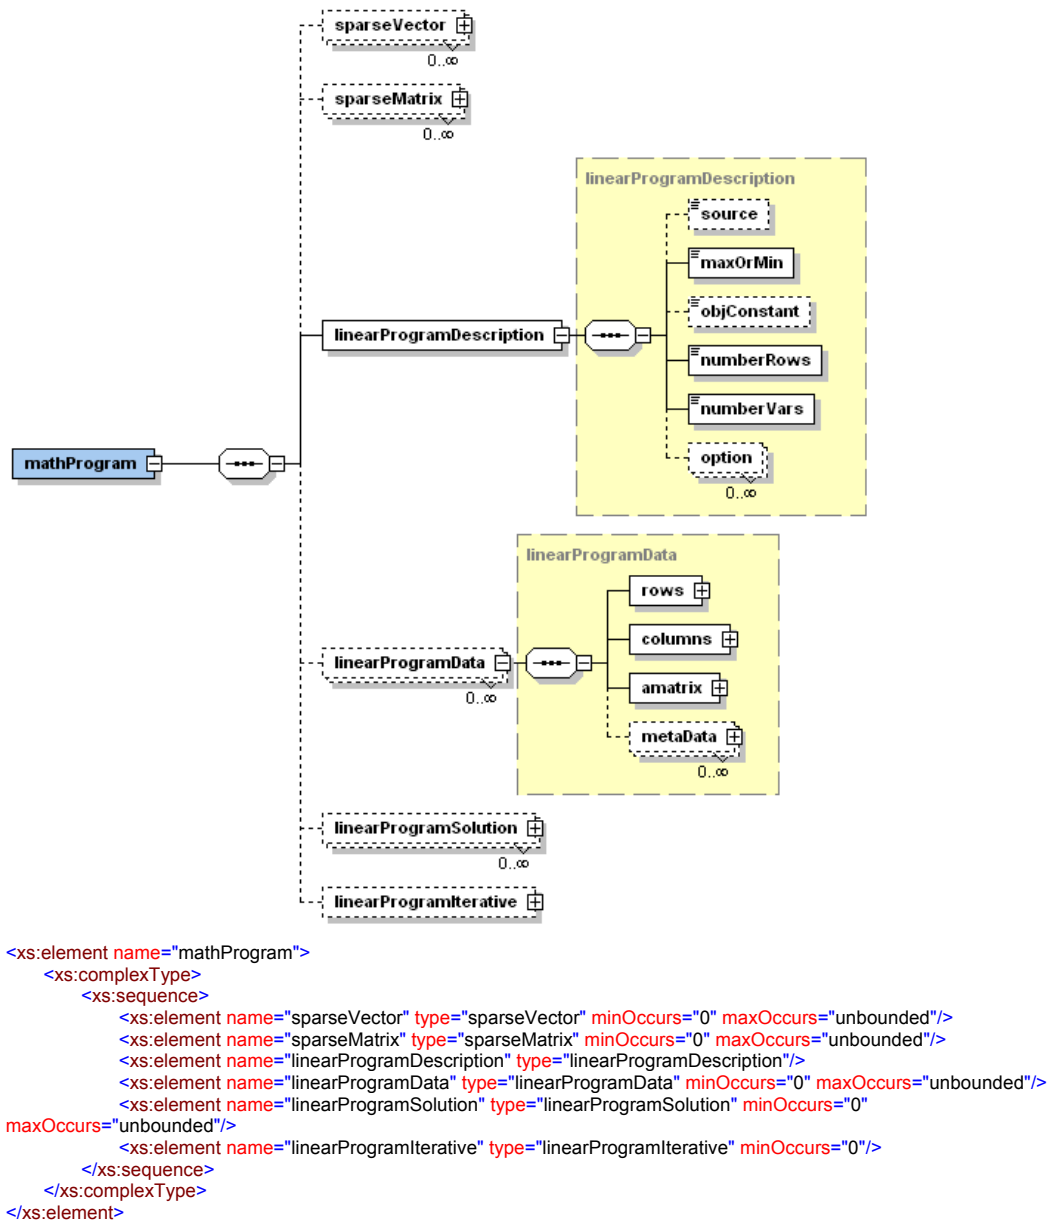 sparseVector
0..∞
sparseMatrix
0..∞
linearProgramDescription
source
maxOrMin
objConstant
linearProgramDescription
numberRows
numberVars
mathProgram
option
0..∞
linearProgramData
rows
columns
linearProgramData
amatrix
0..∞
metaData
0..∞
linearProgramSolution
0..∞
linearProgramIterative
<xs:element name="mathProgram">
<xs:complexType>
<xs:sequence>
<xs:element name="sparseVector" type="sparseVector" minOccurs="0" maxOccurs="unbounded"/>
<xs:element name="sparseMatrix" type="sparseMatrix" minOccurs="0" maxOccurs="unbounded"/>
<xs:element name="linearProgramDescription" type="linearProgramDescription"/>
<xs:element name="linearProgramData" type="linearProgramData" minOccurs="0" maxOccurs="unbounded"/>
<xs:element name="linearProgramSolution" type="linearProgramSolution" minOccurs="0"
maxOccurs="unbounded"/>
<xs:element name="linearProgramIterative" type="linearProgramIterative" minOccurs="0"/>
</xs:sequence>
</xs:complexType>
</xs:element>